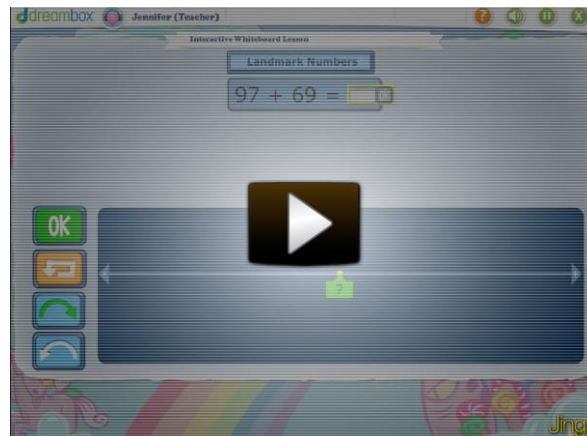 dreambox Jennifer (Teacher) ?
Interactive Whiteboard Lesson
Landmark Numbers
97 + 69 =
OK
?
Jing